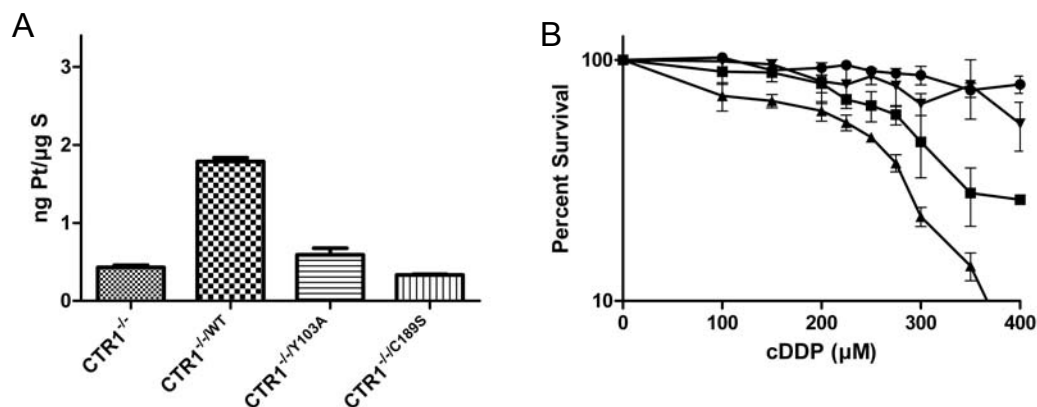 A
ng Pt/µg S
3
2
1
0
CTR1-/-
CTR1-/-/WT
CTR1-/-/Y103A
CTR1-/-/C189S
B
Percent Survival
100
10
0 100 200 300 400
cDDP (µM)